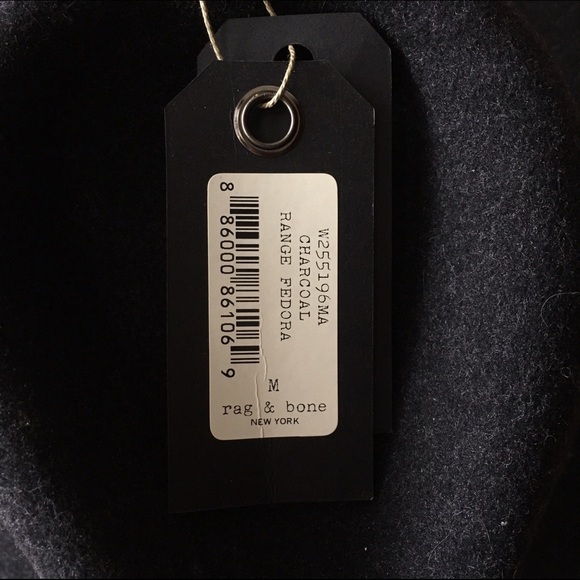 W255196MA
CHARCOAL
RANGE FEDORA
8 86000 86106 9
M
rag & bone
NEW YORK